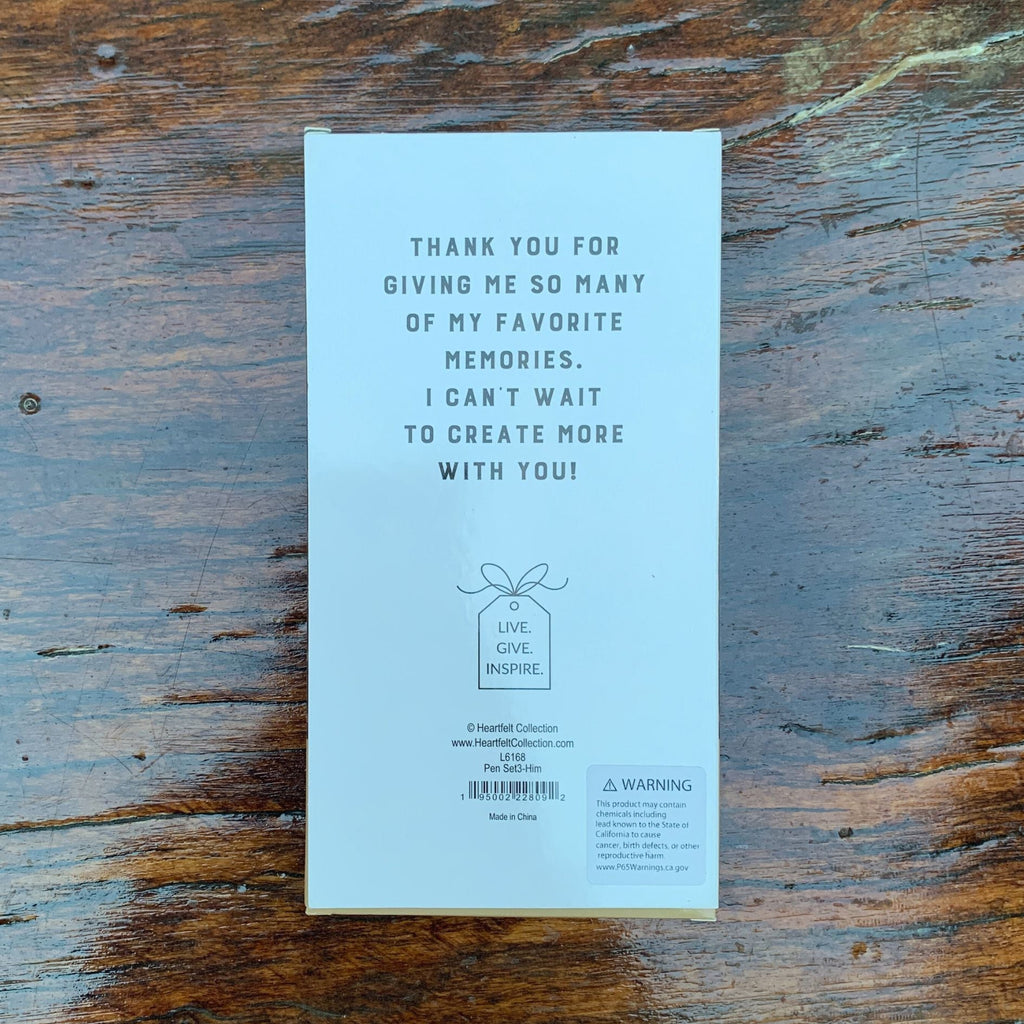 THANK YOU FOR
GIVING ME SO MANY
OF MY FAVORITE
MEMORIES.
I CAN'T WAIT
TO CREATE MORE
WITH YOU!
LIVE.
GIVE.
INSPIRE.
© Heartfelt Collection
www.HeartfeltCollection.com
L6168
Pen Set3-Him
1 95002 22809 2
Made in China
⚠ WARNING
This product may contain
chemicals including
lead known to the State of
California to cause
cancer, birth defects, or other
reproductive harm.
www.P65Warnings.ca.gov